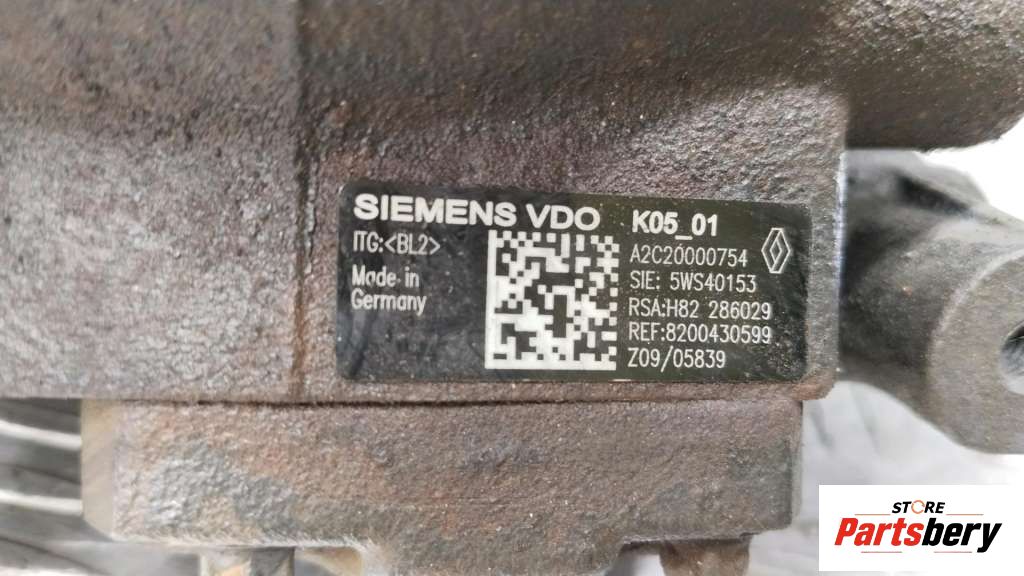 SIEMENS VDO K05_01
ITG:<BL2>
Made in
Germany
A2C20000754
SIE: 5WS40153
RSA:H82 286029
REF:8200430599
Z09/05839
STORE
Partsbery